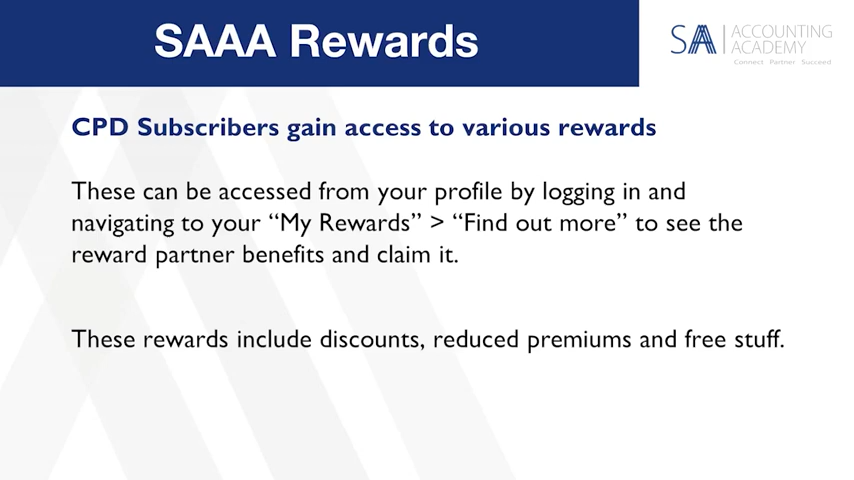 SAAA Rewards
SAA ACCOUNTING
ACADEMY
Connect Partner Succeed
CPD Subscribers gain access to various rewards
These can be accessed from your profile by logging in and
navigating to your “My Rewards” > “Find out more” to see the
reward partner benefits and claim it.
These rewards include discounts, reduced premiums and free stuff.